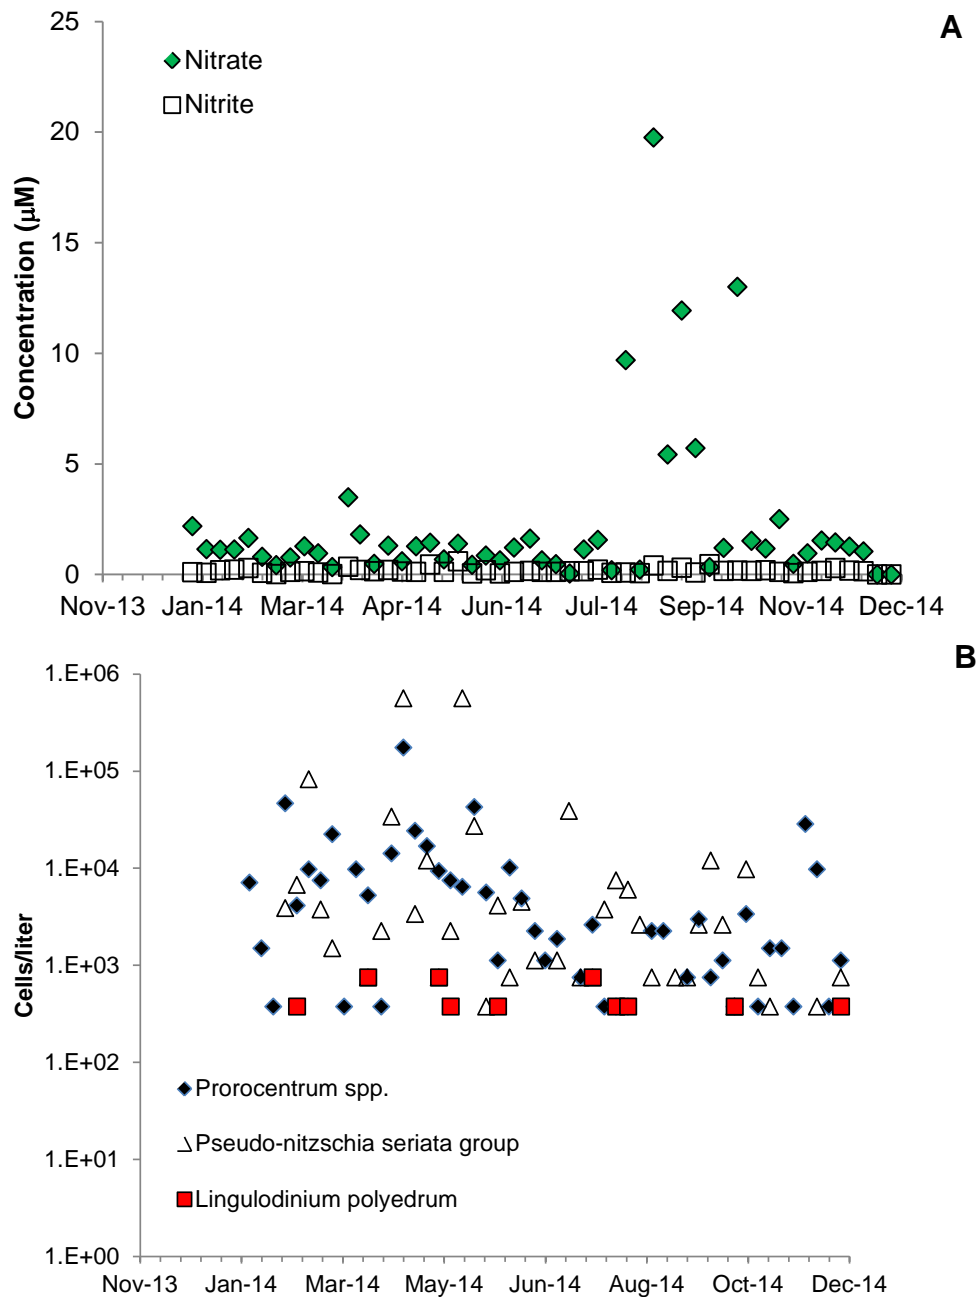 A
25
Nitrate
Nitrite
20
15
10
5
0
Concentration (µM)
Nov-13 Jan-14 Mar-14 Apr-14 Jun-14 Jul-14 Sep-14 Nov-14 Dec-14
B
1.E+06
1.E+05
1.E+04
1.E+03
1.E+02
1.E+01
1.E+00
Cells/liter
Prorocentrum spp.
Pseudo-nitzschia seriata group
Lingulodinium polyedrum
Nov-13 Jan-14 Mar-14 May-14 Jun-14 Aug-14 Oct-14 Dec-14